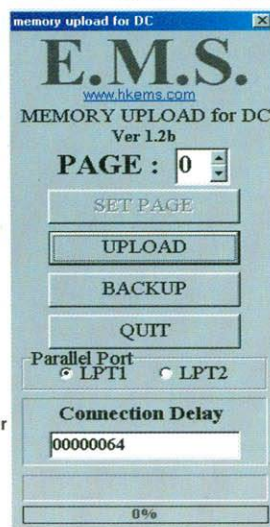 memory upload for DC
E.M.S.
www.hkems.com
MEMORY UPLOAD for DC
Ver 1.2b
PAGE : 0
SET PAGE
UPLOAD
BACKUP
QUIT
Parallel Port
LPT1 LPT2
r
Connection Delay
00000064
0%